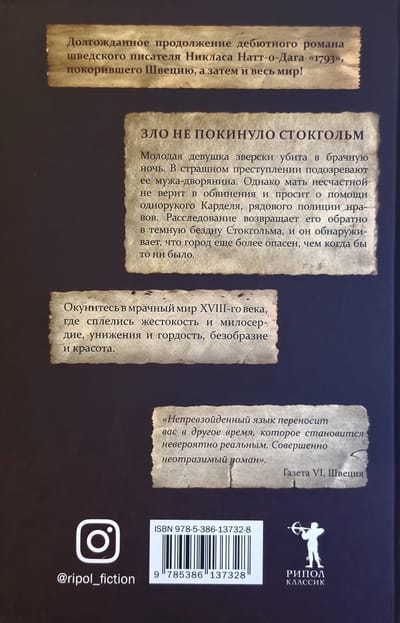 Долгожданное продолжение дебютного романа
шведского писателя Никласа Натт-о-Дага «1793»,
покорившего Швецию, а затем и весь мир!
ЗЛО НЕ ПОКИНУЛО СТОКГОЛЬМ
Молодая девушка зверски убита в брачную
ночь. В страшном преступлении подозревают
ее мужа-дворянина. Однако мать несчастной
не верит в обвинения и просит о помощи
однорукого Карделя, рядового полиции нра-
вов. Расследование возвращает его обратно
в темную бездну Стокгольма, и он обнаружи-
вает, что город еще более опасен, чем когда бы
то ни было.
Окунитесь в мрачный мир XVIII-го века,
где сплелись жестокость и милосер-
дие, унижения и гордость, безобразие
и красота.
«Непревзойденный язык переносит
вас в другое время, которое становится
невероятно реальным. Совершенно
неотразимый роман».
Газета VI, Швеция
ISBN 978-5-386-13732-8
9 785386 137328
@ripol_fiction
РИПОЛ
КЛАССИК